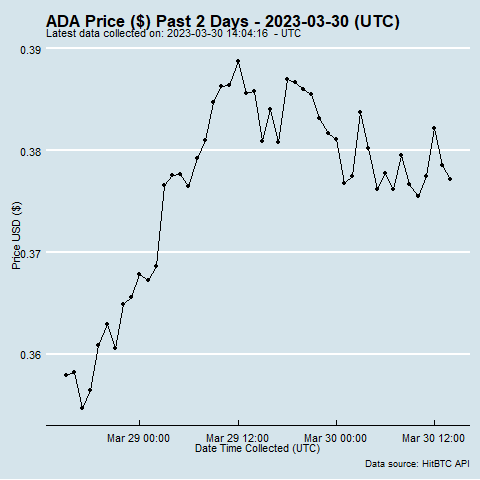 ADA Price ($) Past 2 Days - 2023-03-30 (UTC)
Latest data collected on: 2023-03-30 14:04:16  - UTC
0.39
0.38
0.37
0.36
Price USD ($)
Mar 29 00:00
Mar 29 12:00
Mar 30 00:00
Mar 30 12:00
Date Time Collected (UTC)
Data source: HitBTC API